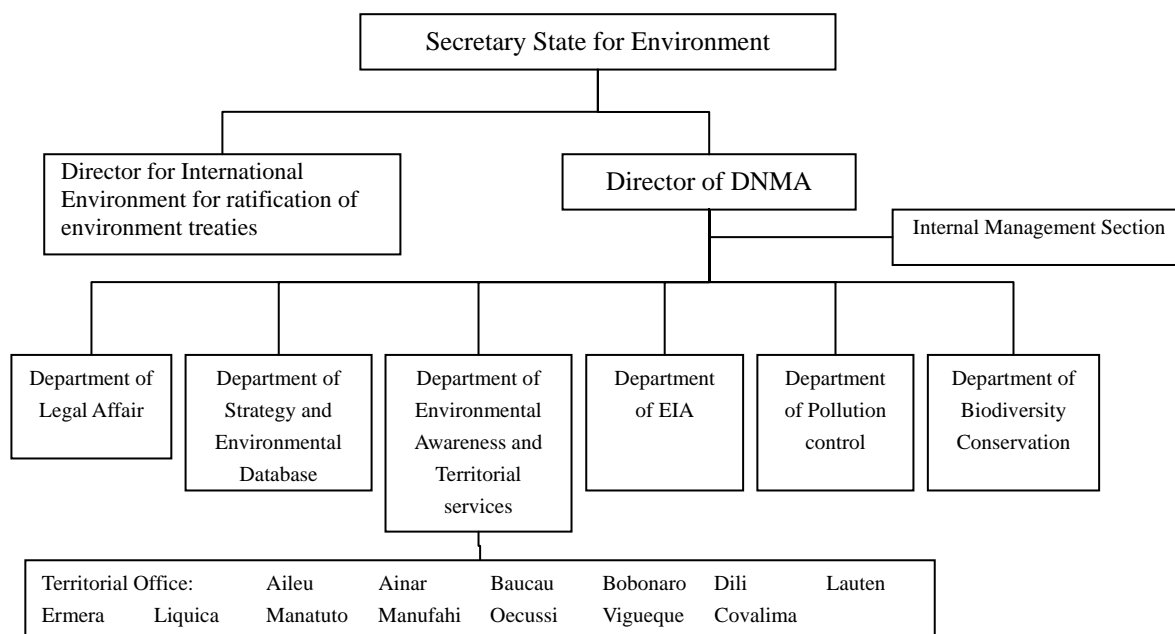 Secretary State for Environment
Director for International
Environment for ratification of
environment treaties
Director of DNMA
Internal Management Section
Department of
Legal Affair
Department of
Strategy and
Environmental
Database
Department of
Environmental
Awareness and
Territorial
services
Department
of EIA
Department
of Pollution
control
Department of
Biodiversity
Conservation
Territorial Office: Aileu Ainar Baucau Bobonaro Dili Lauten
Ermera Liquica Manatuto Manufahi Oecussi Vigueque Covalima